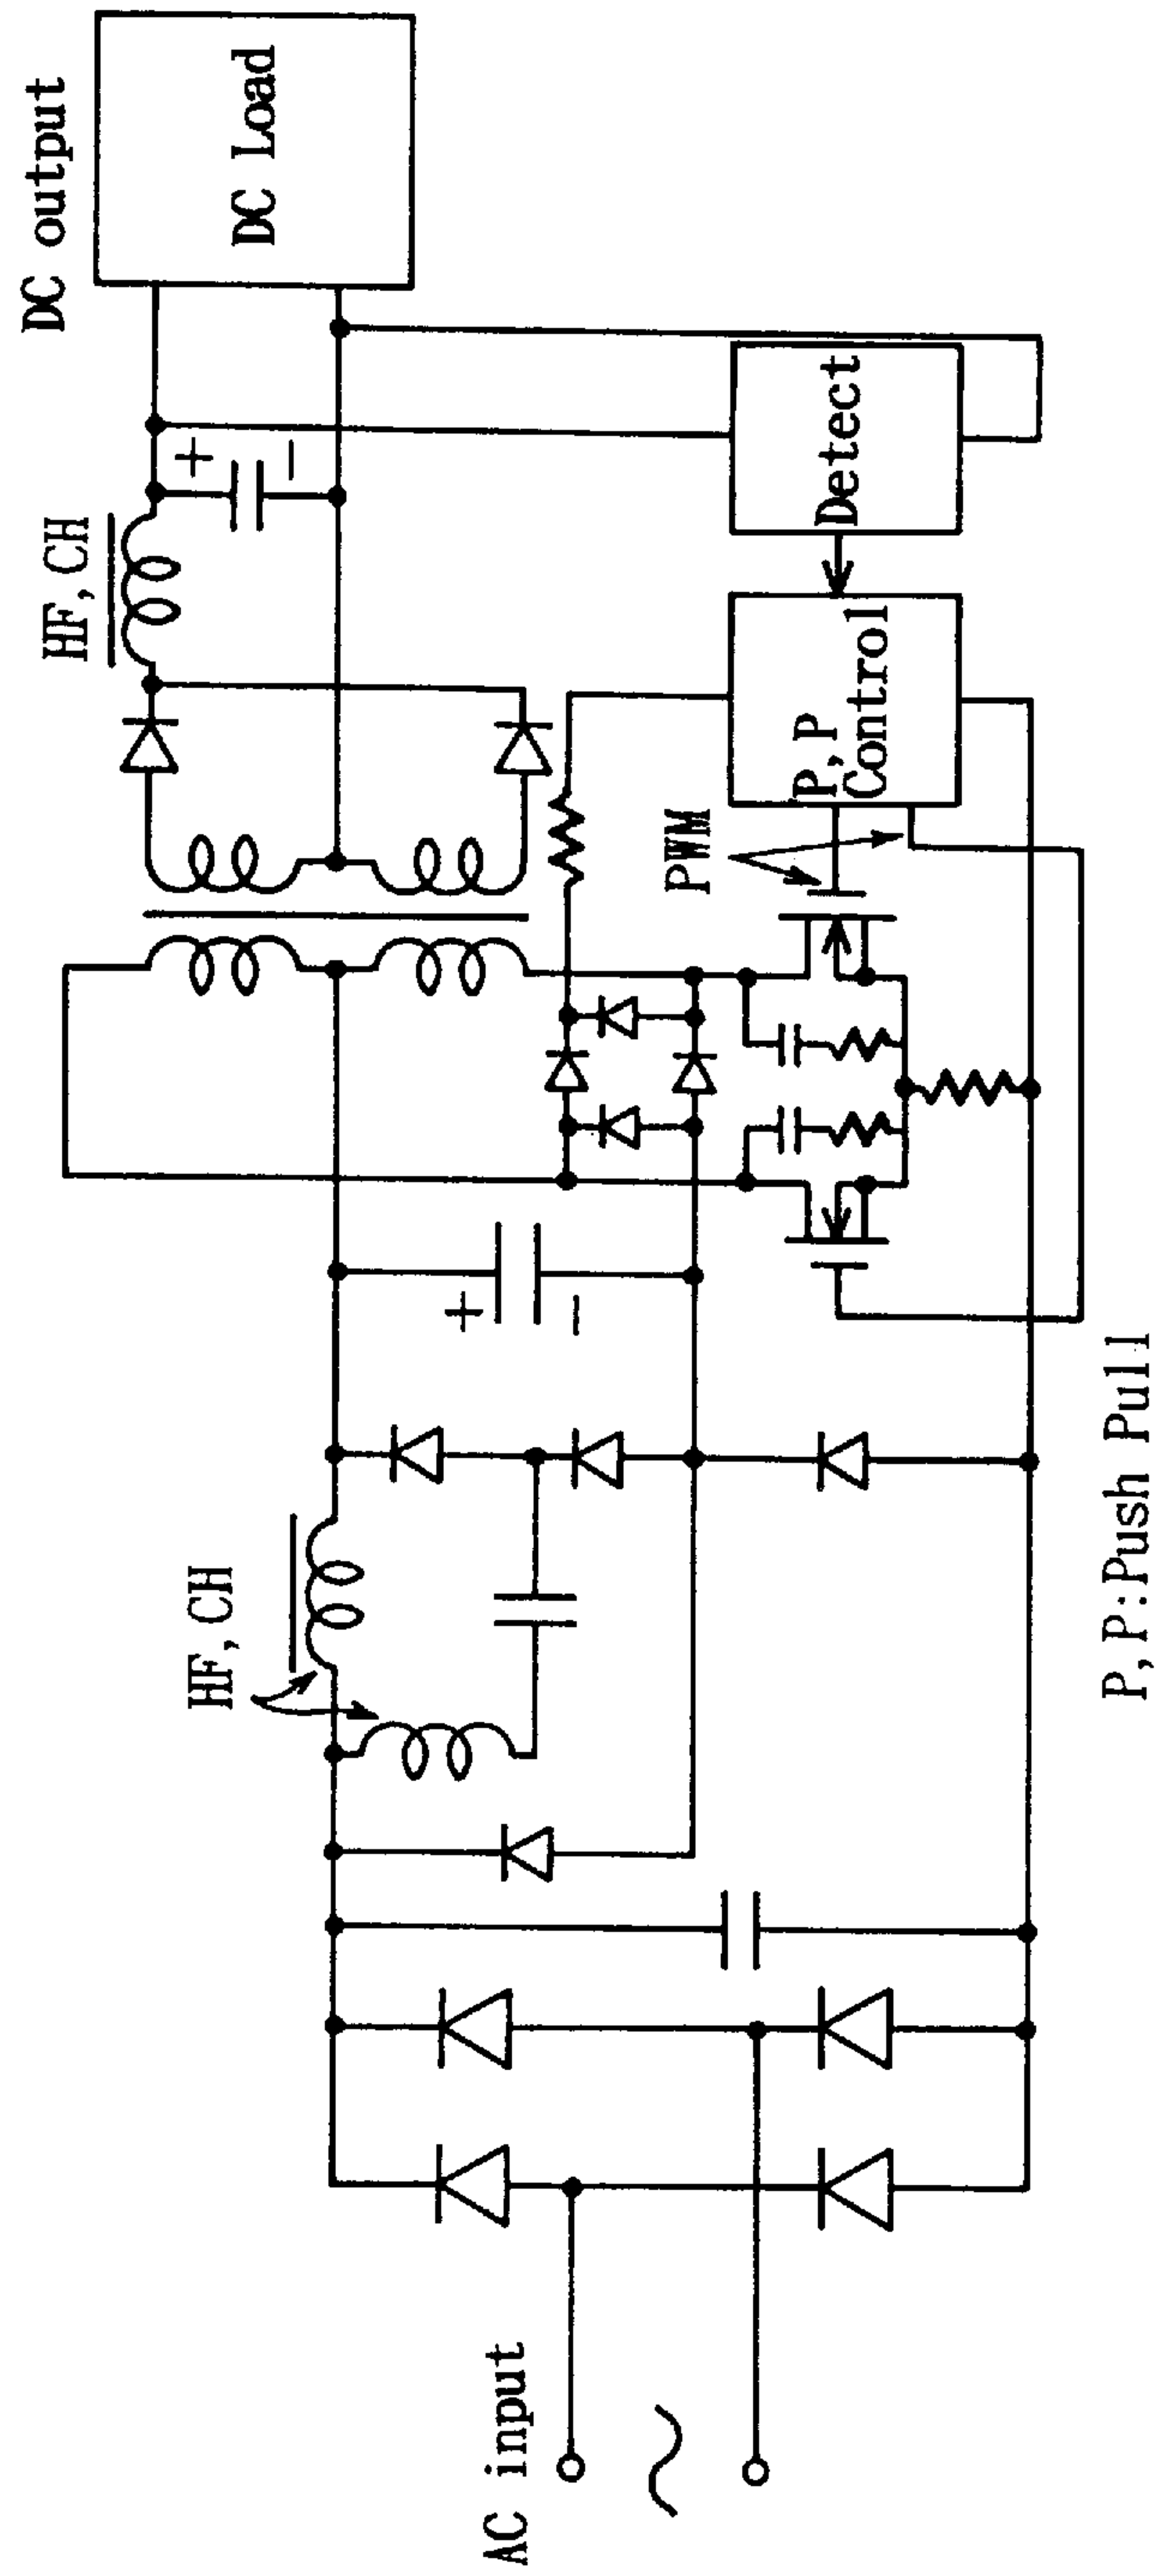 AC input
HF,CH
P,P:Push Pull
PWM
P,P
Control
Detect
HF,CH
DC output
DC Load